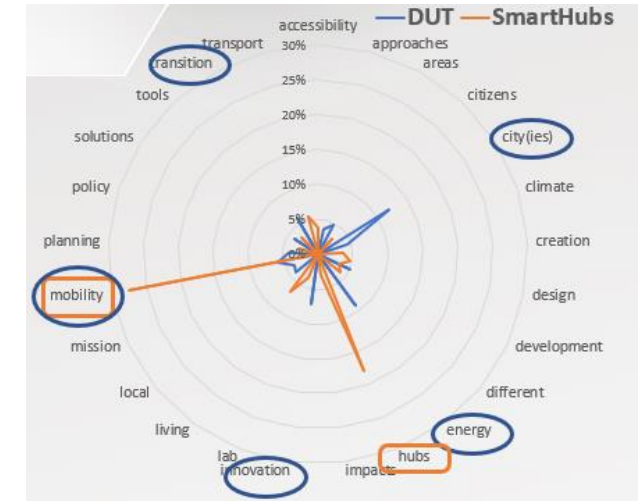 DUT SmartHubs
accessibility
30%
25%
20%
15%
10%
5%
0%
approaches
areas
citizens
city(ies)
climate
creation
design
development
different
energy
hubs
impacts
innovation
lab
living
local
mission
mobility
planning
policy
solutions
tools
transition
transport